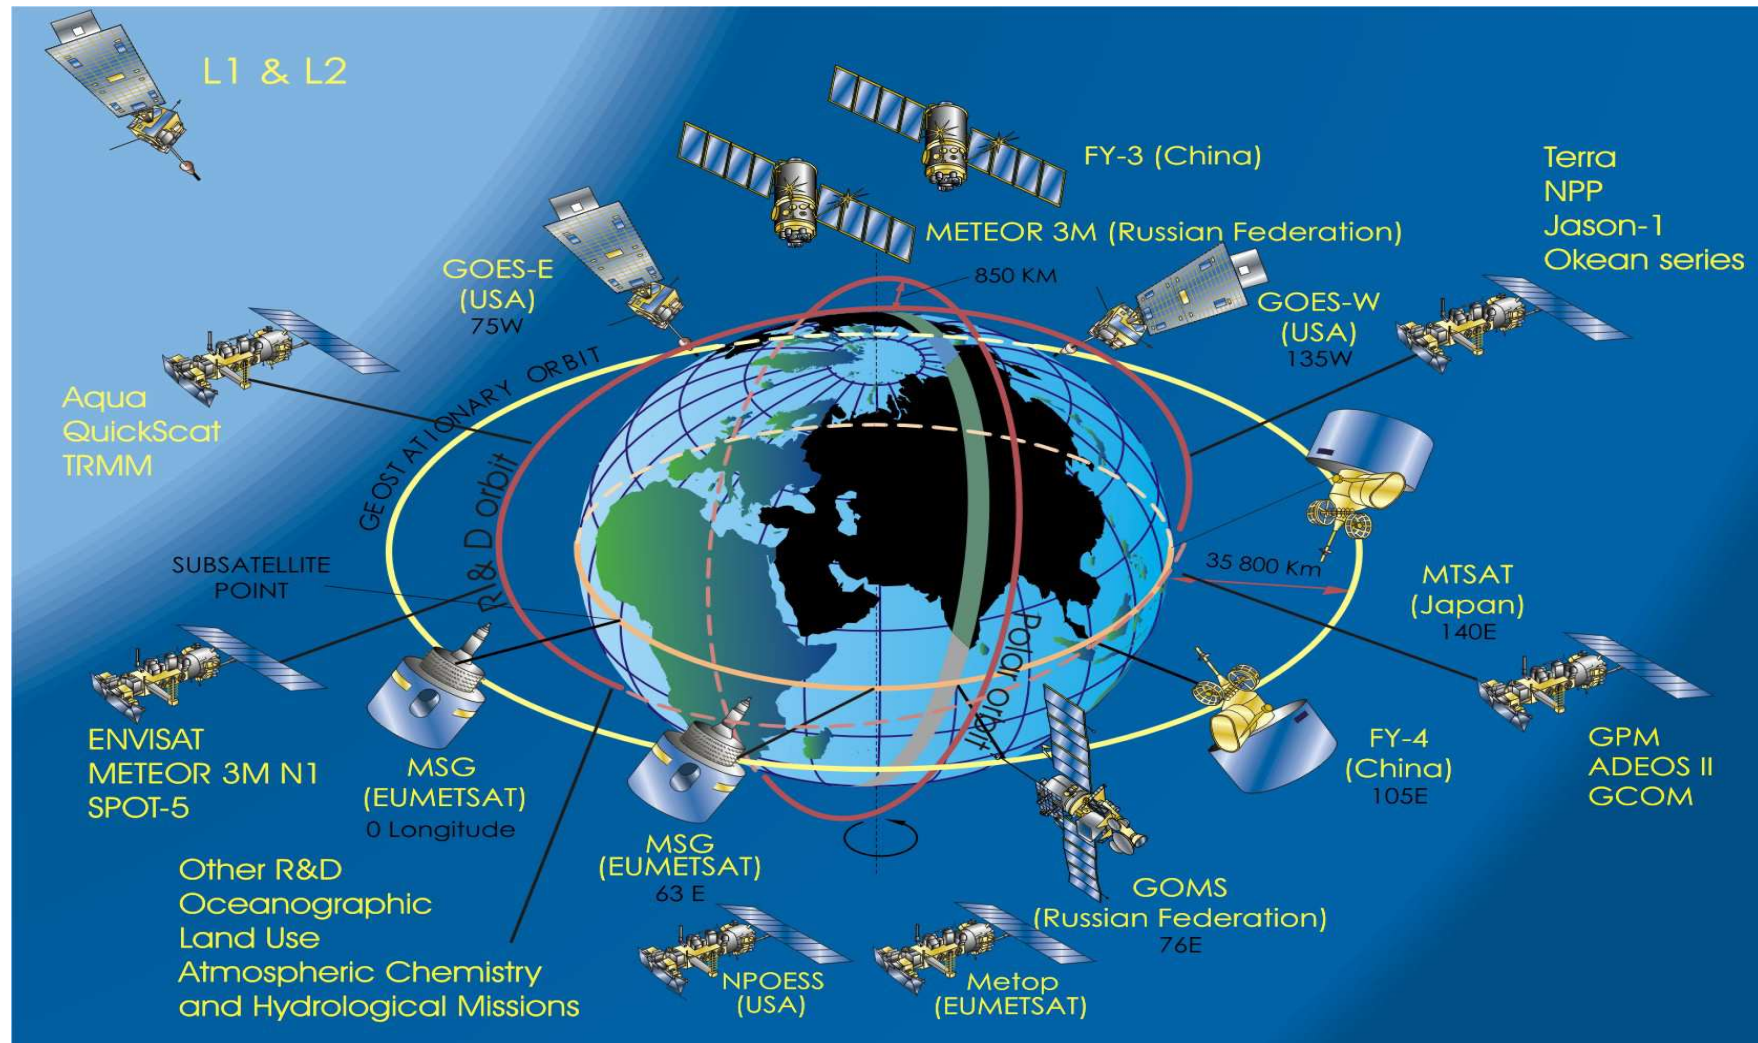 L1 & L2
FY-3 (China)
METEOR 3M (Russian Federation)
850 KM
Terra
NPP
Jason-1
Okean series
GOES-E
(USA)
75W
GOES-W
(USA)
135W
Aqua
QuickScat
TRMM
GEOSTATIONARY ORBIT
R & D orbit
SUBSATELLITE
POINT
35 800 Km
MTSAT
(Japan)
140E
Polar orbit
ENVISAT
METEOR 3M N1
SPOT-5
MSG
(EUMETSAT)
0 Longitude
FY-4
(China)
105E
GPM
ADEOS II
GCOM
MSG
(EUMETSAT)
63 E
GOMS
(Russian Federation)
76E
Other R&D
Oceanographic
Land Use
Atmospheric Chemistry
and Hydrological Missions
NPOESS
(USA)
Metop
(EUMETSAT)